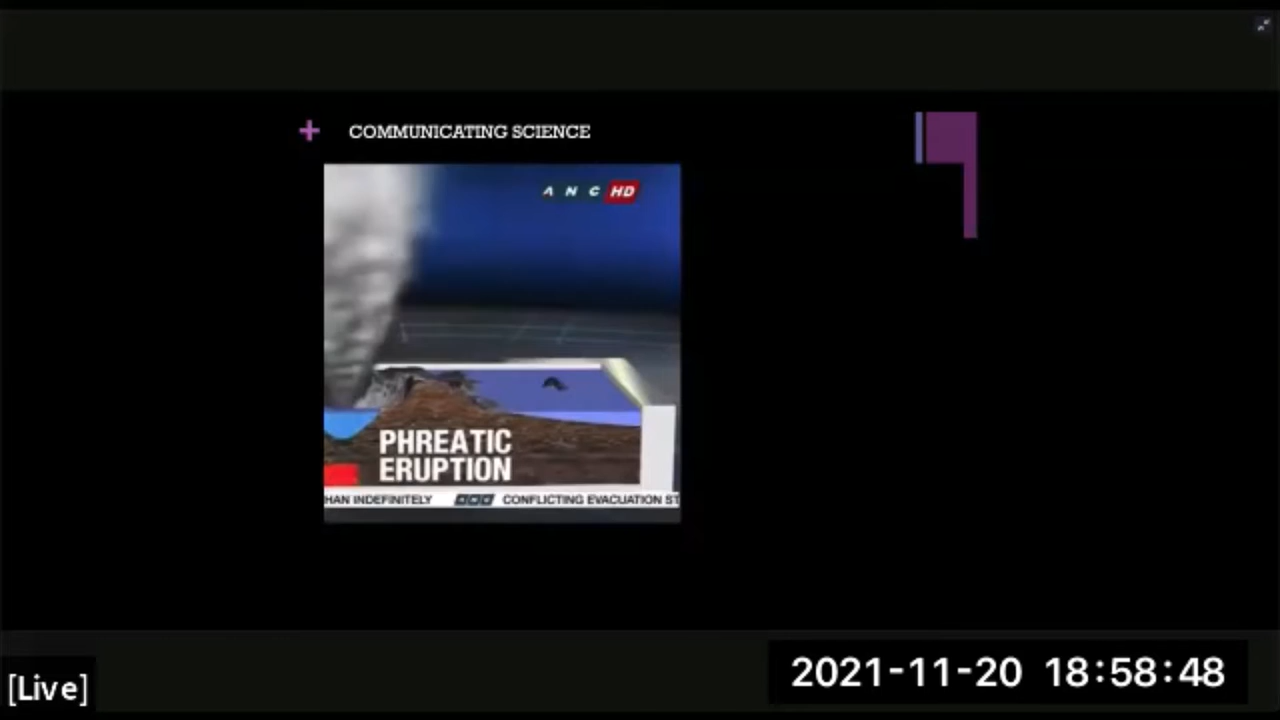 + COMMUNICATING SCIENCE
ANC HD
PHREATIC
ERUPTION
HAN INDEFINITELY CONFLICTING EVACUATION ST
[Live]
2021-11-20 18:58:48